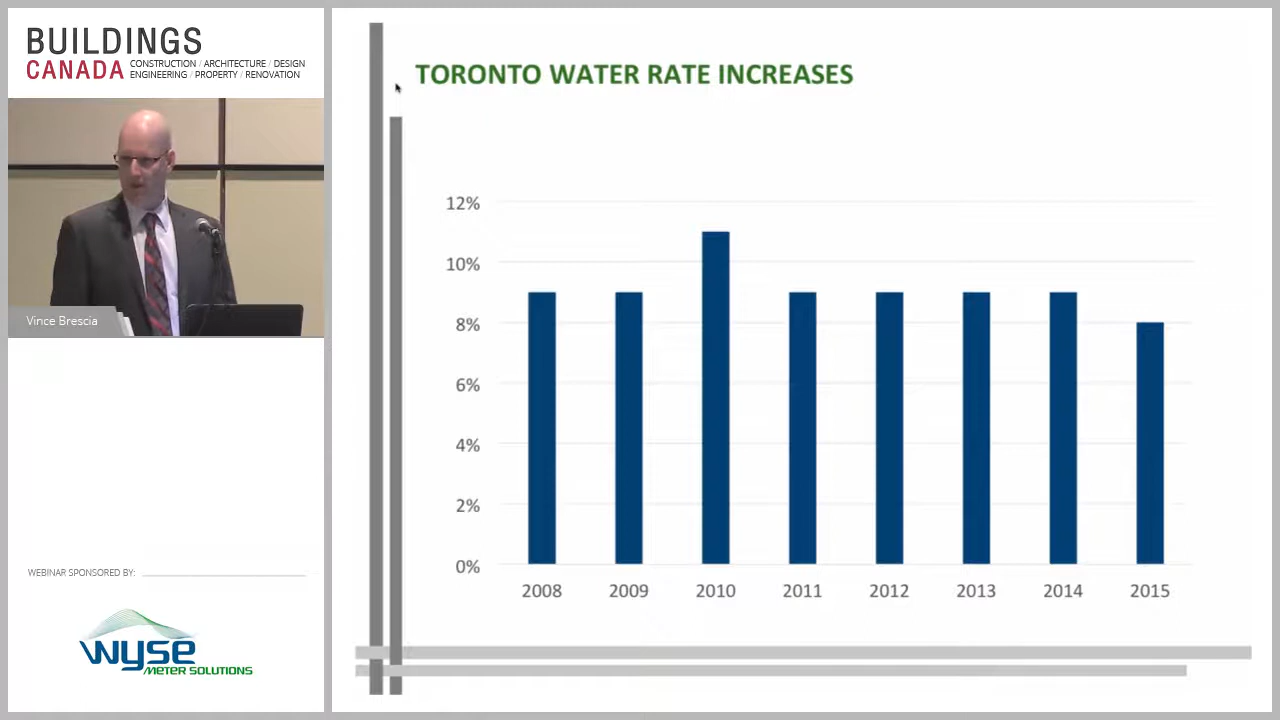 BUILDINGS
CANADA
CONSTRUCTION / ARCHITECTURE / DESIGN
ENGINEERING / PROPERTY / RENOVATION
Vince Brescia
WEBINAR SPONSORED BY:
wyse
METER SOLUTIONS
TORONTO WATER RATE INCREASES
12%
10%
8%
6%
4%
2%
0%
2008 2009 2010 2011 2012 2013 2014 2015